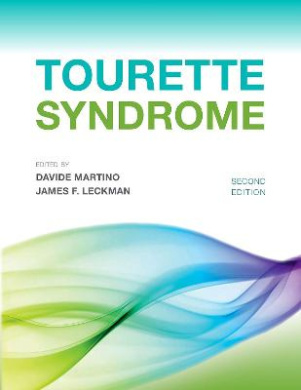 TOURETTE
SYNDROME
EDITED BY
DAVIDE MARTINO
JAMES F. LECKMAN
SECOND
EDITION